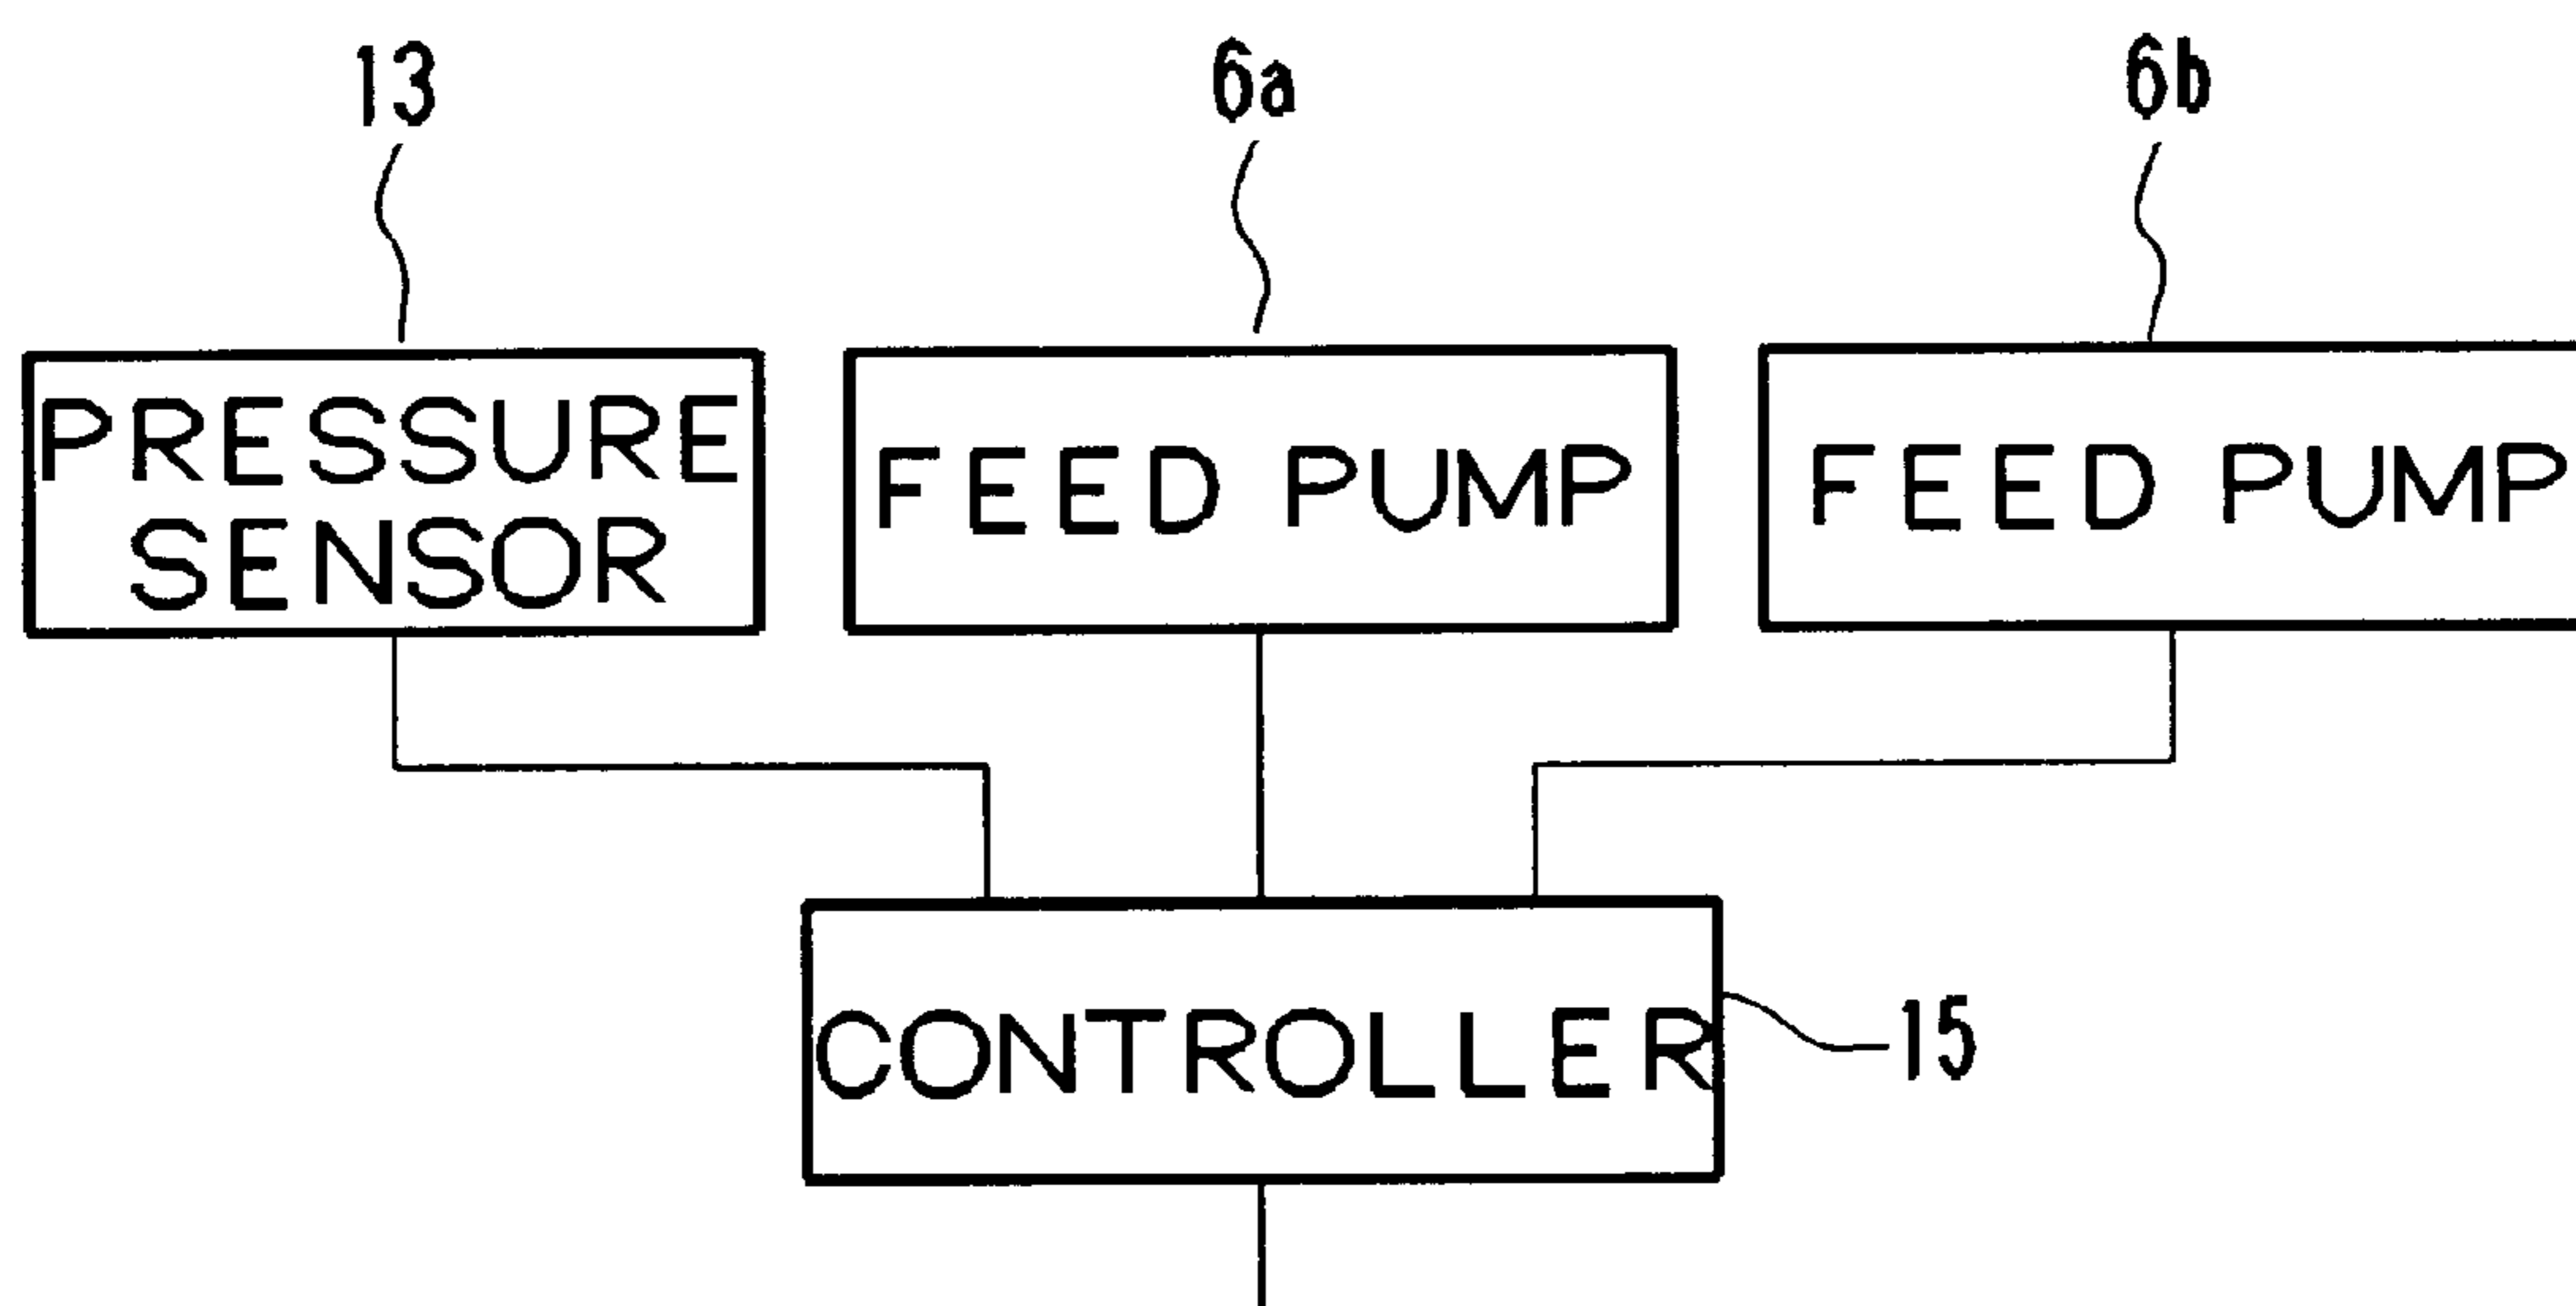 13
6a
6b
PRESSURE
SENSOR
FEED PUMP
FEED PUMP
CONTROLLER
15